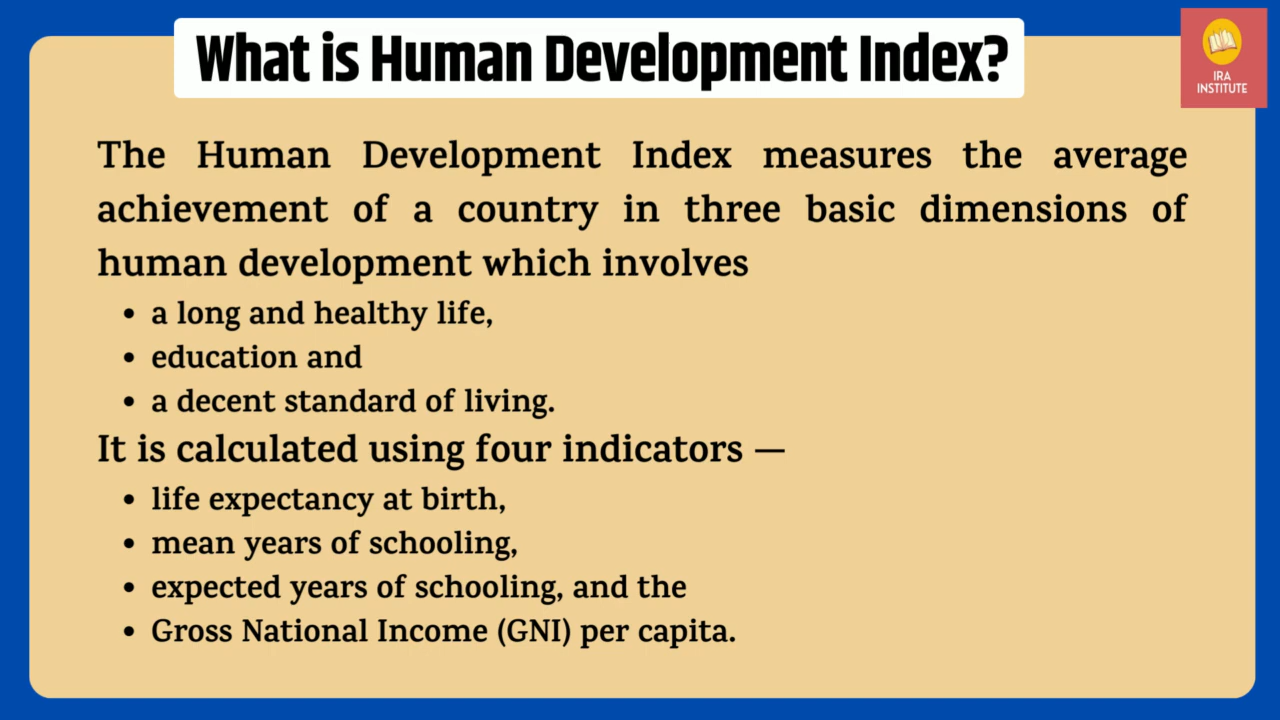 What is Human Development Index?
IRA
INSTITUTE
The Human Development Index measures the average
achievement of a country in three basic dimensions of
human development which involves
• a long and healthy life,
• education and
• a decent standard of living.
It is calculated using four indicators —
• life expectancy at birth,
• mean years of schooling,
• expected years of schooling, and the
• Gross National Income (GNI) per capita.